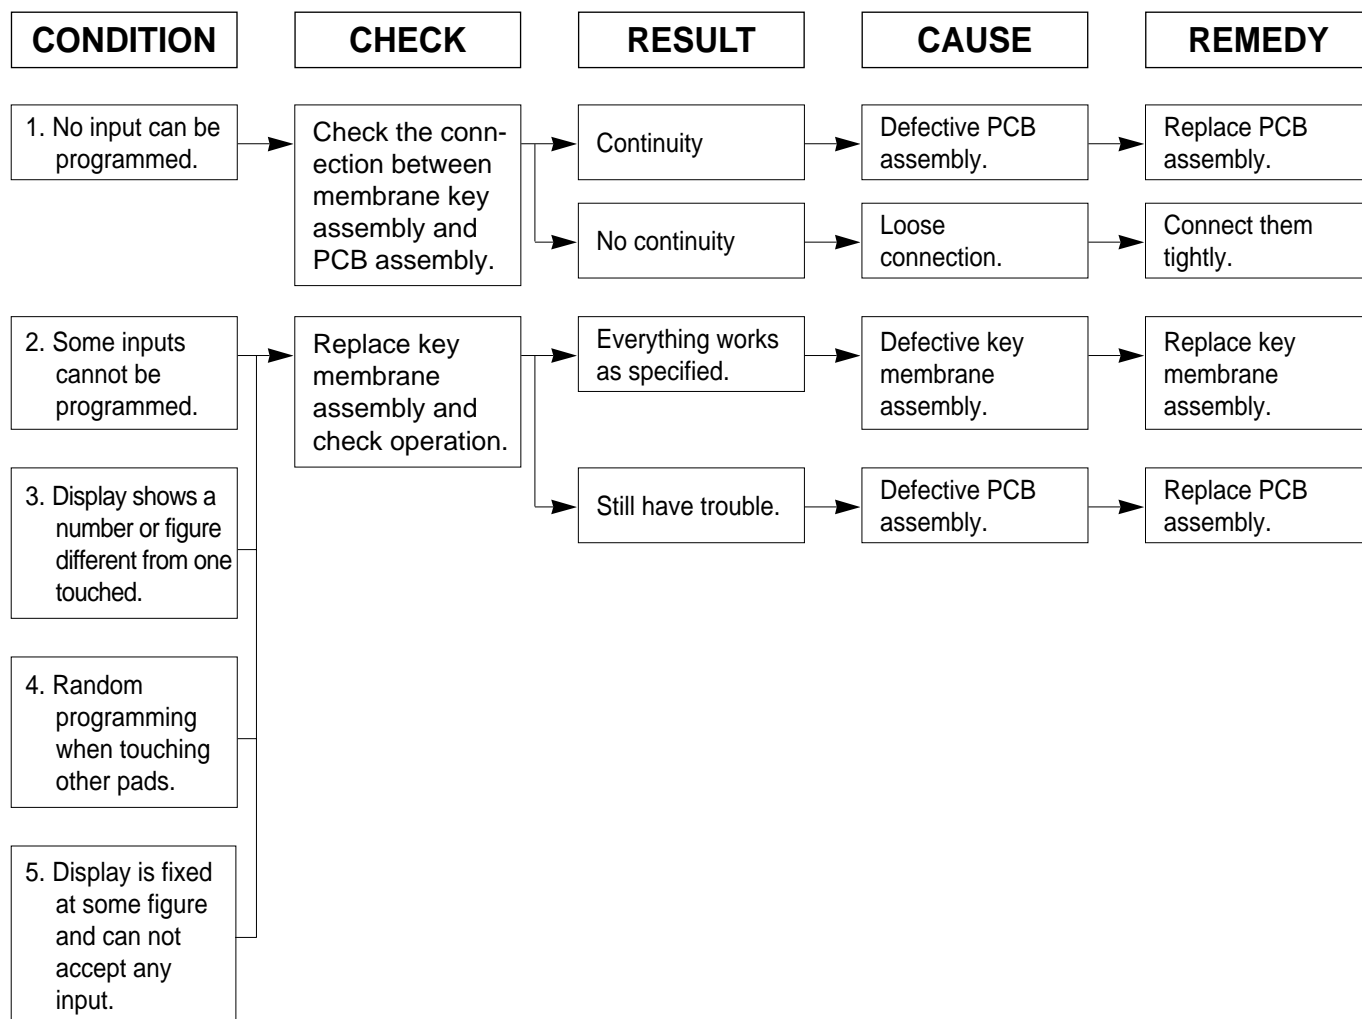 CONDITION
CHECK
RESULT
CAUSE
REMEDY
1. No input can be
programmed.
Check the conn-
ection between
membrane key
assembly and
PCB assembly.
Continuity
Defective PCB
assembly.
Replace PCB
assembly.
No continuity
Loose
connection.
Connect them
tightly.
2. Some inputs
cannot be
programmed.
Replace key
membrane
assembly and
check operation.
Everything works
as specified.
Defective key
membrane
assembly.
Replace key
membrane
assembly.
Still have trouble.
Defective PCB
assembly.
Replace PCB
assembly.
3. Display shows a
number or figure
different from one
touched.
4. Random
programming
when touching
other pads.
5. Display is fixed
at some figure
and can not
accept any
input.